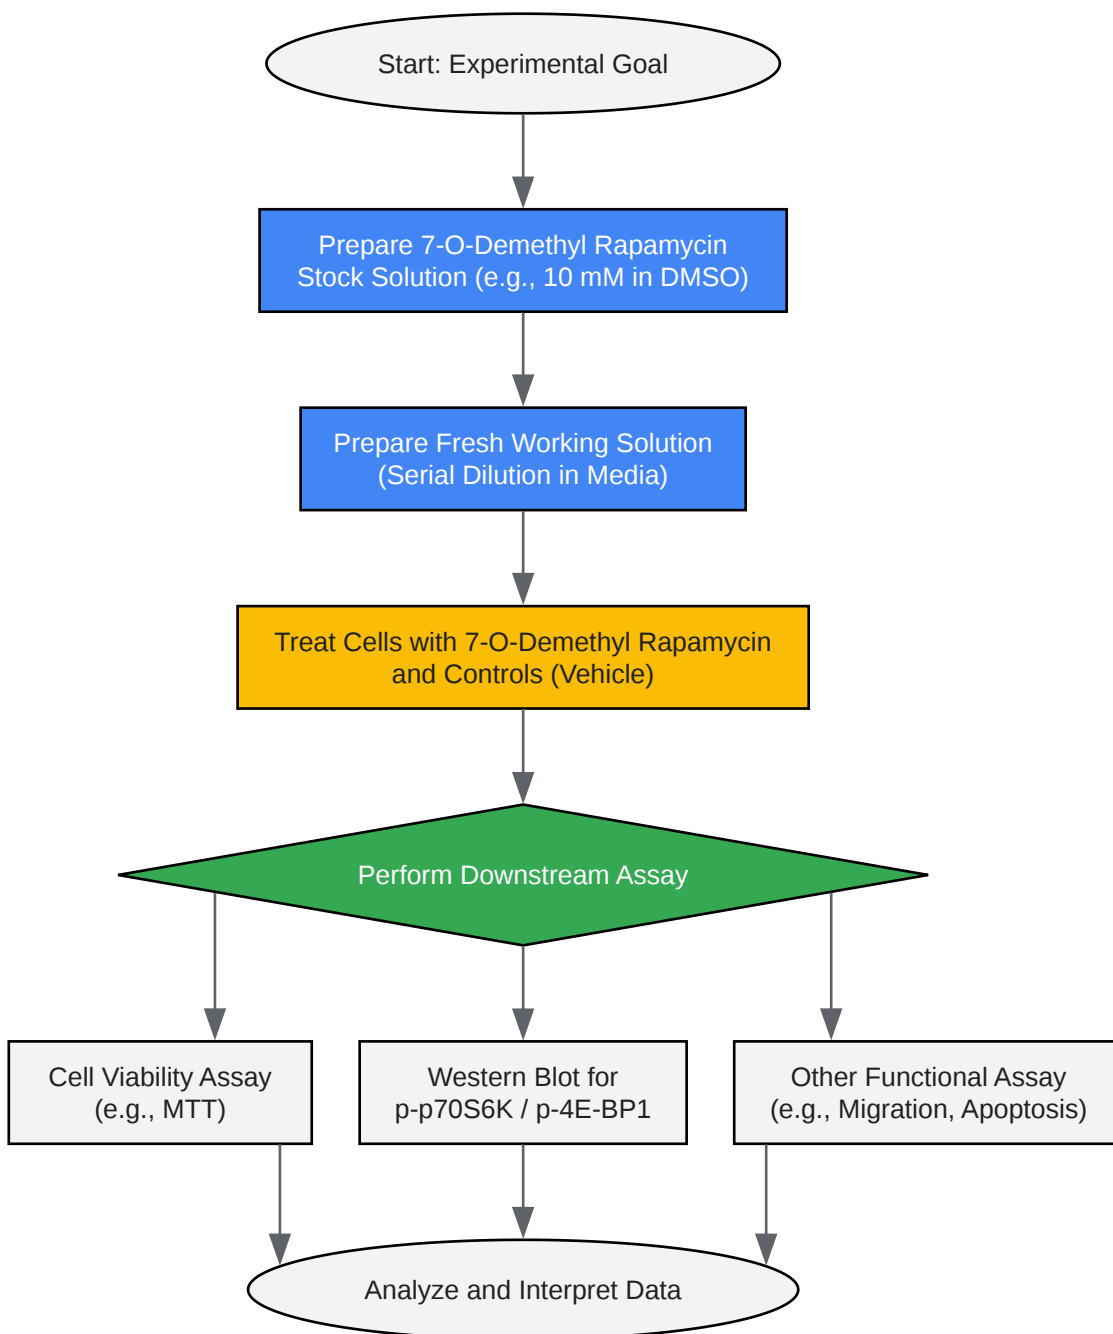 Start: Experimental Goal
Prepare 7-O-Demethyl Rapamycin
Stock Solution (e.g., 10 mM in DMSO)
Prepare Fresh Working Solution
(Serial Dilution in Media)
Treat Cells with 7-O-Demethyl Rapamycin
and Controls (Vehicle)
Perform Downstream Assay
Cell Viability Assay
(e.g., MTT)
Western Blot for
p-p70S6K / p-4E-BP1
Other Functional Assay
(e.g., Migration, Apoptosis)
Analyze and Interpret Data